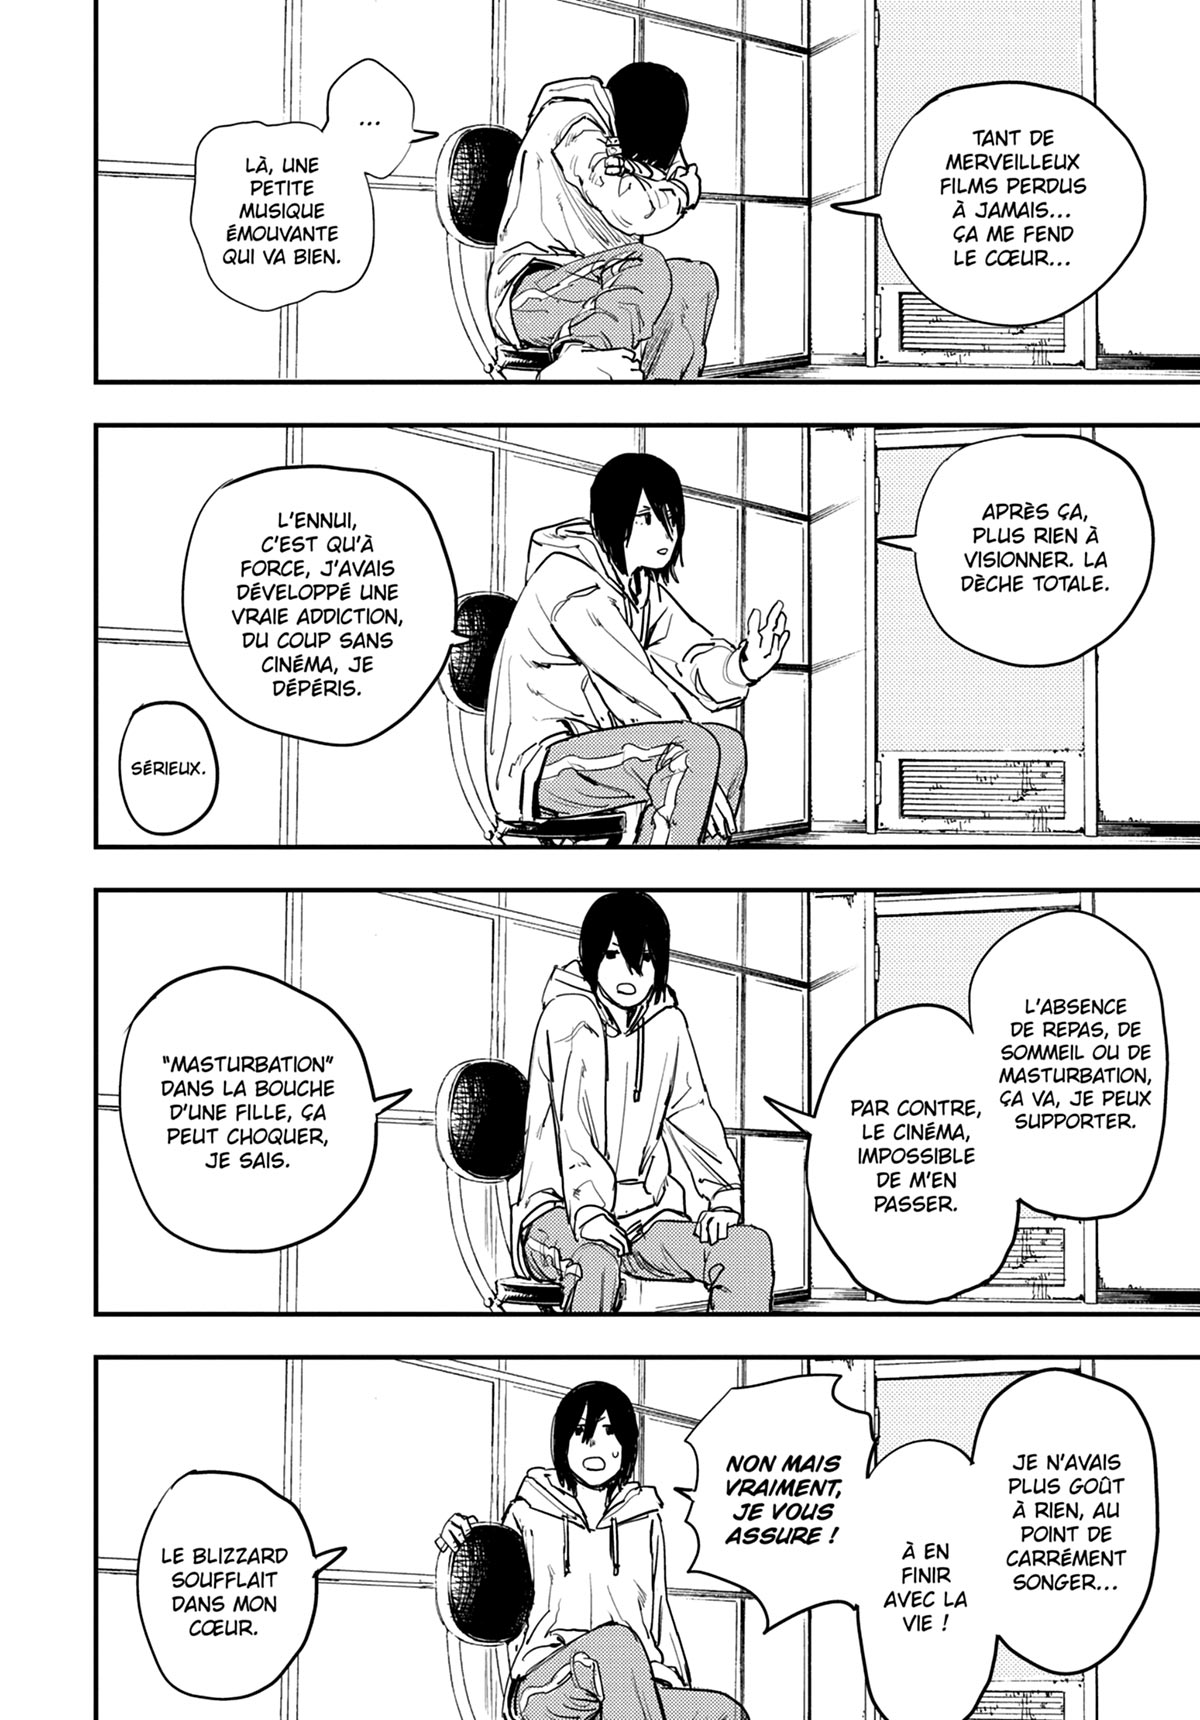 TANT DE
MERVEILLEUX
FILMS PERDUS
À JAMAIS...
ÇA ME FEND
LE CŒUR...
...
LÀ, UNE
PETITE
MUSIQUE
ÉMOUVANTE
QUI VA BIEN.
APRÈS ÇA,
PLUS RIEN À
VISIONNER. LA
DÈCHE TOTALE.
L'ENNUI,
C'EST QU'À
FORCE, J'AVAIS
DÉVELOPPÉ UNE
VRAIE ADDICTION,
DU COUP SANS
CINÉMA, JE
DÉPÉRIS.
SÉRIEUX.
L'ABSENCE
DE REPAS, DE
SOMMEIL OU DE
MASTURBATION,
ÇA VA, JE PEUX
SUPPORTER.
PAR CONTRE,
LE CINÉMA,
IMPOSSIBLE
DE M'EN
PASSER.
"MASTURBATION"
DANS LA BOUCHE
D'UNE FILLE, ÇA
PEUT CHOQUER,
JE SAIS.
JE N'AVAIS
PLUS GOÛT
À RIEN, AU
POINT DE
CARRÉMENT
SONGER...
À EN
FINIR
AVEC LA
VIE !
NON MAIS
VRAIMENT,
JE VOUS
ASSURE !
LE BLIZZARD
SOUFFLAIT
DANS MON
CŒUR.